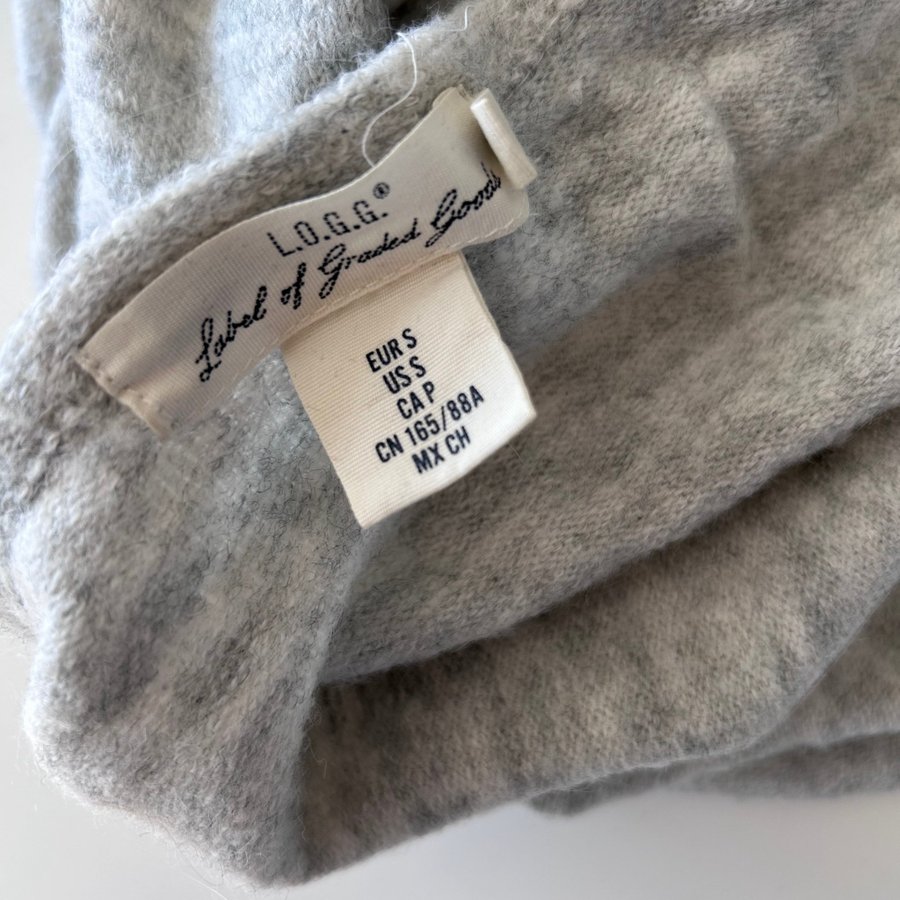 L.O.G.G.®
Label of Graded Goods
EUR S
US S
CA P
CN 165/88A
MX CH